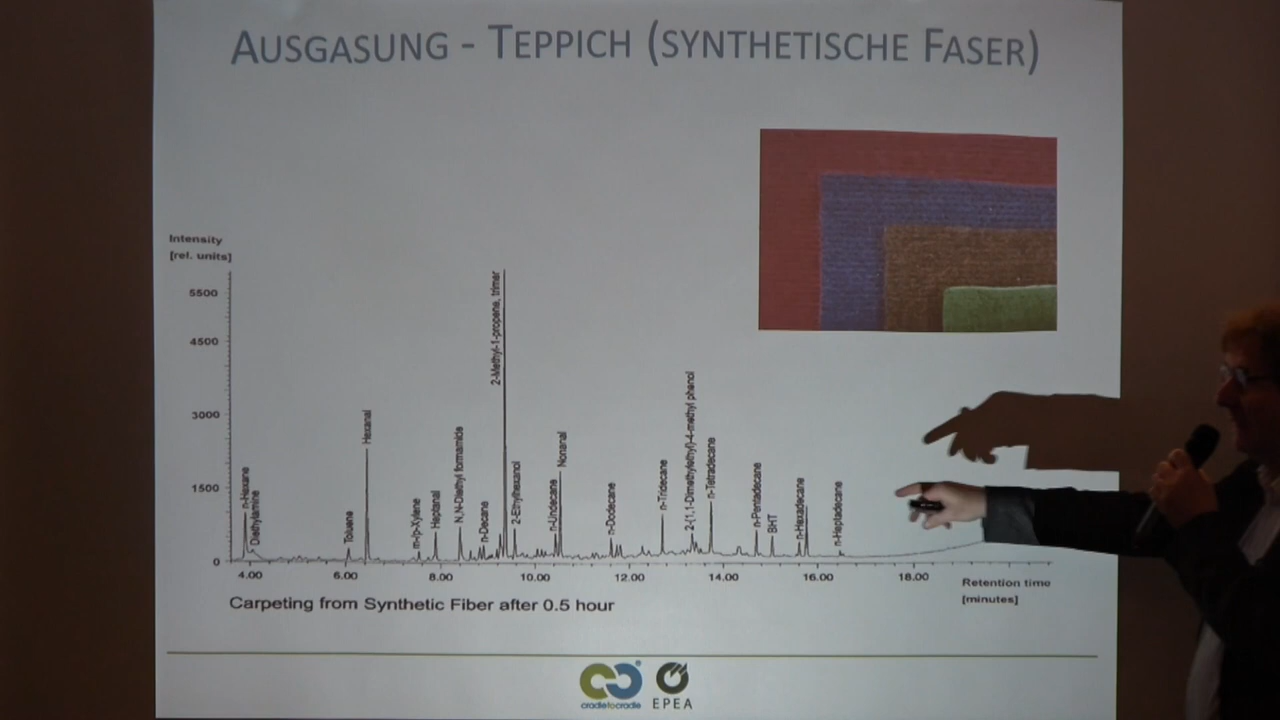 AUSGASUNG - TEPPICH (SYNTHETISCHE FASER)
Intensity
[rel. units]
5500
4500
3000
1500
0
n-Hexane
Diethylamine
Toluene
Hexanal
m-/p-Xylene
Heptanal
N,N-Diethyl formamide
n-Decane
2-Methyl-1-propene, trimer
2-Ethylhexanol
n-Undecane
Nonanal
n-Dodecane
n-Tridecane
2-(1,1-Dimethylethyl)-4-methyl phenol
n-Tetradecane
n-Pentadecane
BHT
n-Hexadecane
n-Heptadecane
4.00 6.00 8.00 10.00 12.00 14.00 16.00 18.00
Retention time
[minutes]
Carpeting from Synthetic Fiber after 0.5 hour
cradletocradle
EPEA